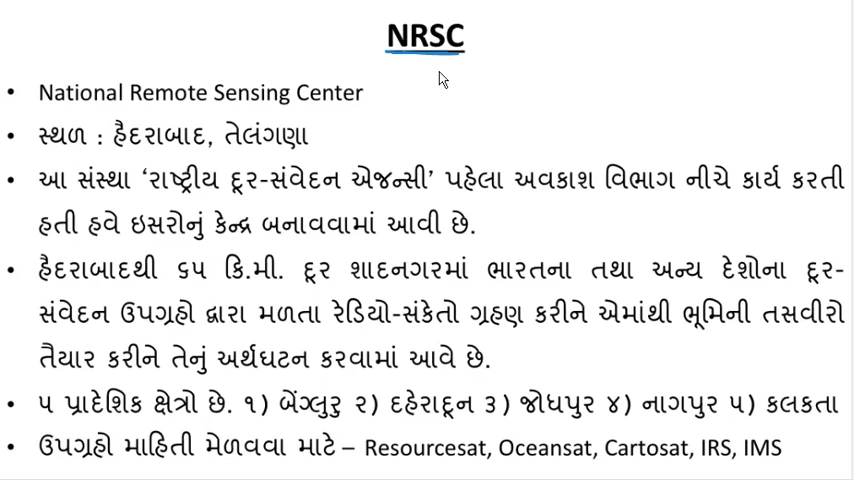 NRSC
• National Remote Sensing Center
• સ્થળ : હૈદરાબાદ, તેલંગણા
• આ સંસ્થા ‘રાષ્ટ્રીય દૂર-સંવેદન એજન્સી’ પહેલા અવકાશ વિભાગ નીચે કાર્ય કરતી
હતી હવે ઇસરોનું કેન્દ્ર બનાવવામાં આવી છે.
• હૈદરાબાદથી ૬૫ કિ.મી. દૂર શાદનગરમાં ભારતના તથા અન્ય દેશોના દૂર-
સંવેદન ઉપગ્રહો દ્વારા મળતા રેડિયો-સંકેતો ગ્રહણ કરીને એમાંથી ભૂમિની તસવીરો
તૈયાર કરીને તેનું અર્થઘટન કરવામાં આવે છે.
• ૫ પ્રાદેશિક ક્ષેત્રો છે. ૧) બેંગ્લુરુ ૨) દહેરાદૂન ૩) જોધપુર ૪) નાગપુર ૫) કલકતા
• ઉપગ્રહો માહિતી મેળવવા માટે – Resourcesat, Oceansat, Cartosat, IRS, IMS